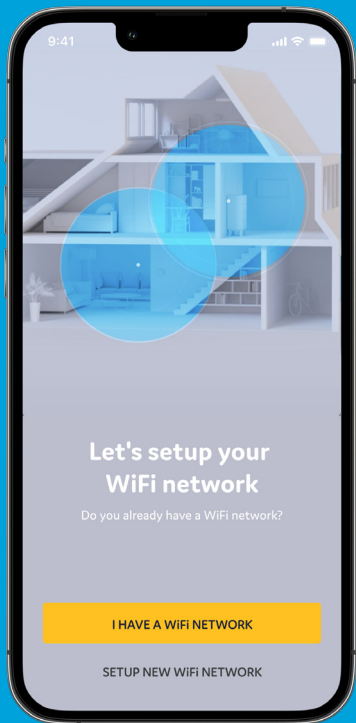 9:41
Let's setup your
WiFi network
Do you already have a WiFi network?
I HAVE A WiFi NETWORK
SETUP NEW WiFi NETWORK